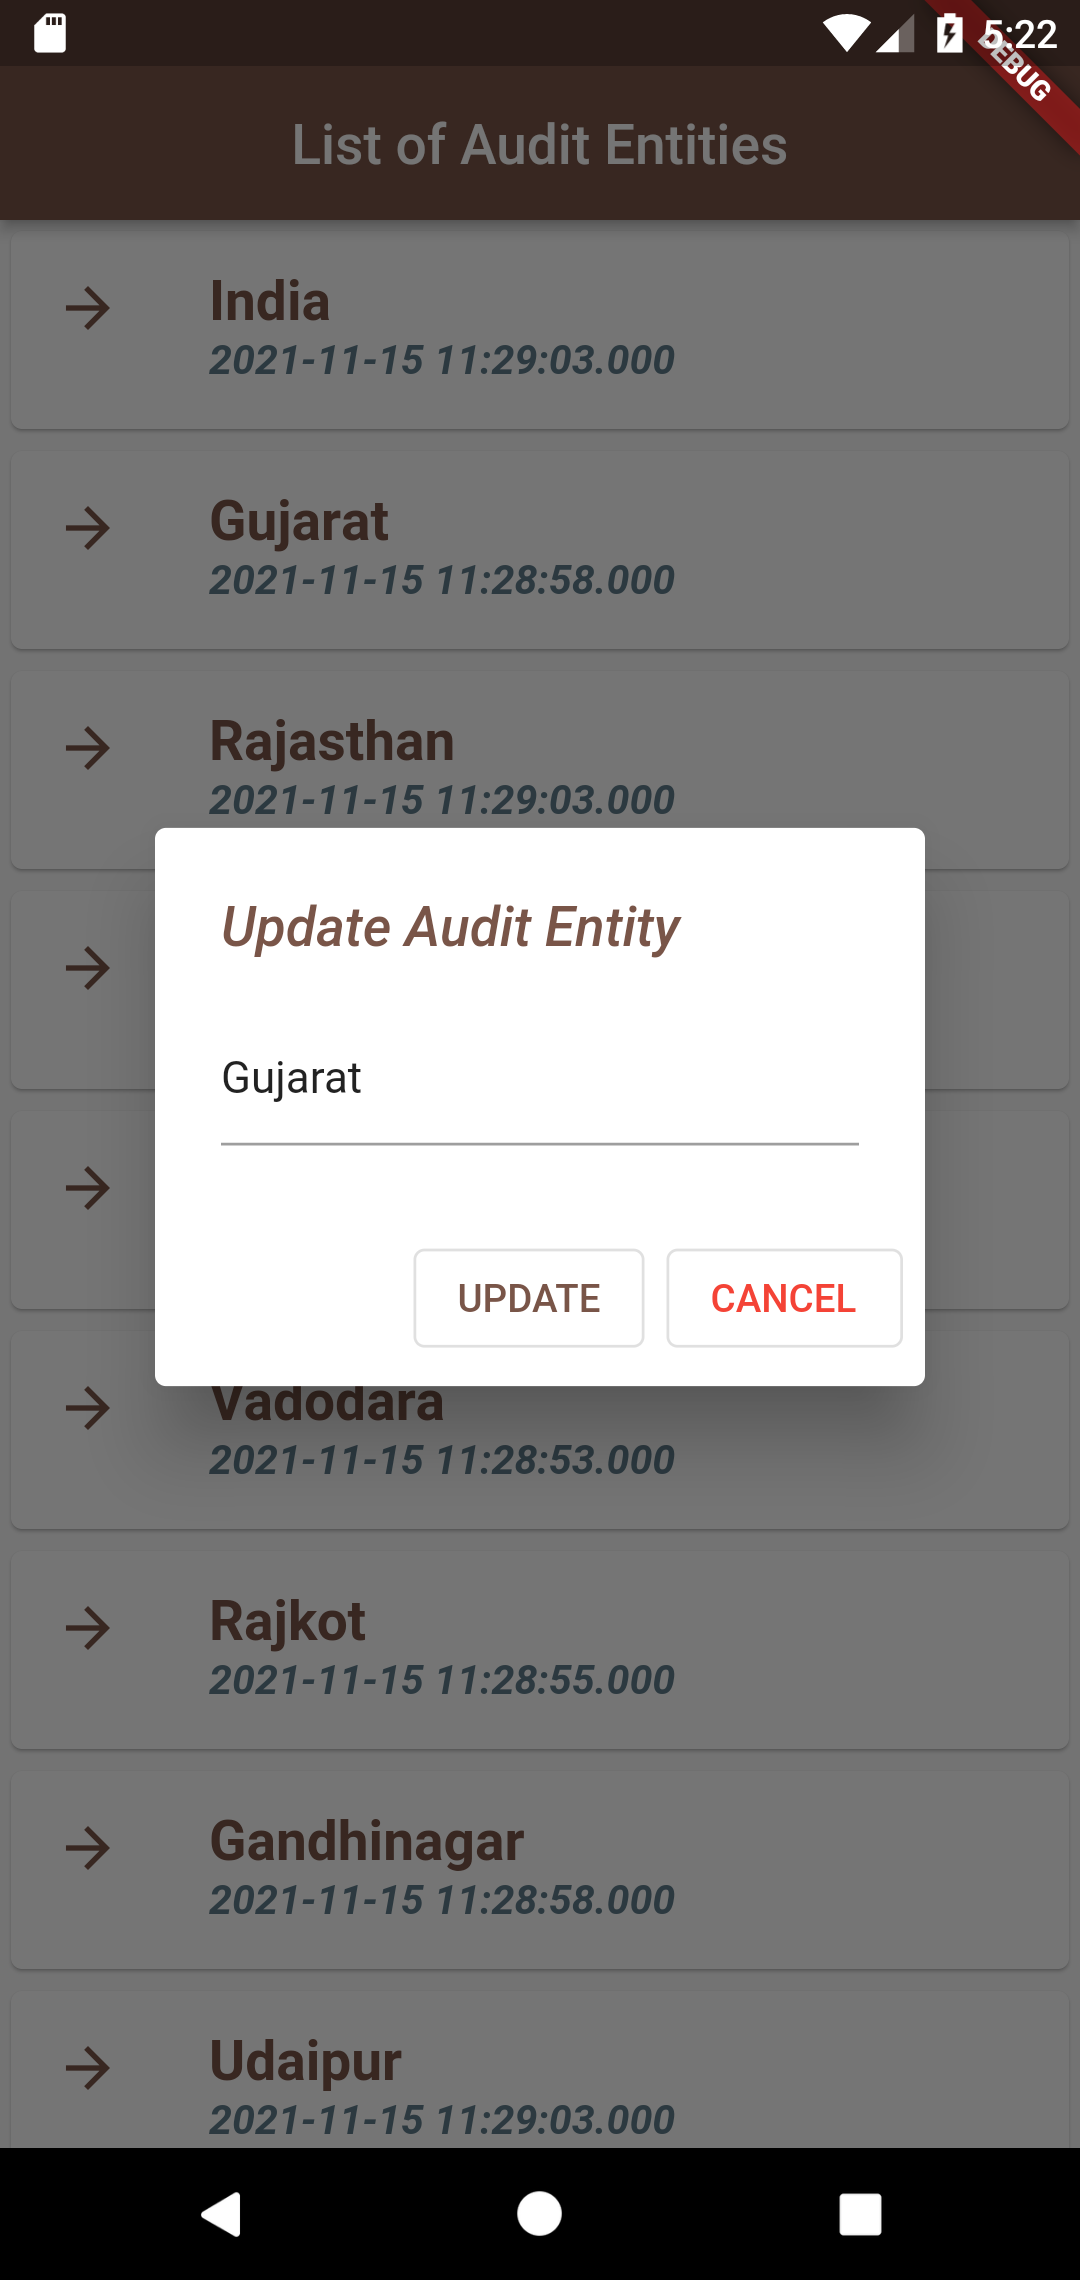 5:22
DEBUG
List of Audit Entities
India
2021-11-15 11:29:03.000
Gujarat
2021-11-15 11:28:58.000
Rajasthan
2021-11-15 11:29:03.000
Update Audit Entity
Gujarat
UPDATE CANCEL
Vadodara
2021-11-15 11:28:53.000
Rajkot
2021-11-15 11:28:55.000
Gandhinagar
2021-11-15 11:28:58.000
Udaipur
2021-11-15 11:29:03.000